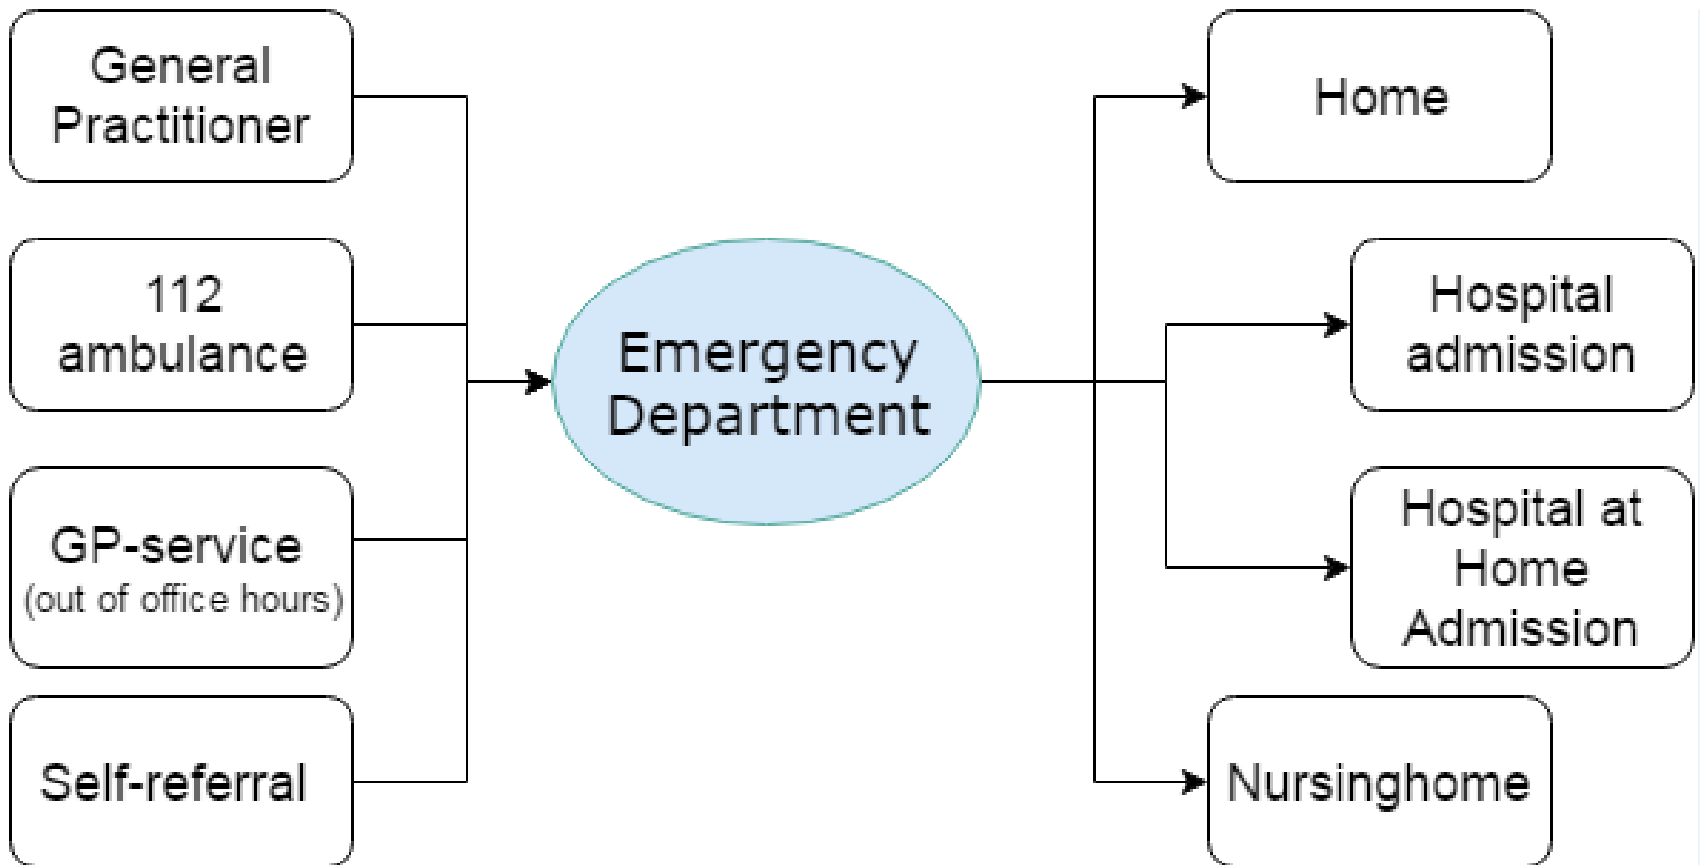 General
Practitioner
112
ambulance
GP-service
(out of office hours)
Self-referral
Emergency
Department
Home
Hospital
admission
Hospital at
Home
Admission
Nursinghome